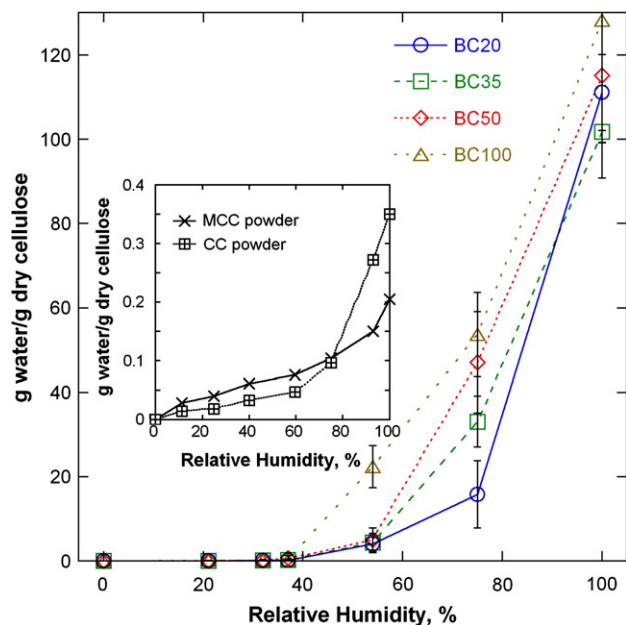 120
100
80
60
40
20
0
g water/g dry cellulose
BC20
BC35
BC50
BC100
0.4
0.3
0.2
0.1
0
g water/g dry cellulose
MCC powder
CC powder
0 20 40 60 80 100
Relative Humidity, %
0 20 40 60 80 100
Relative Humidity, %